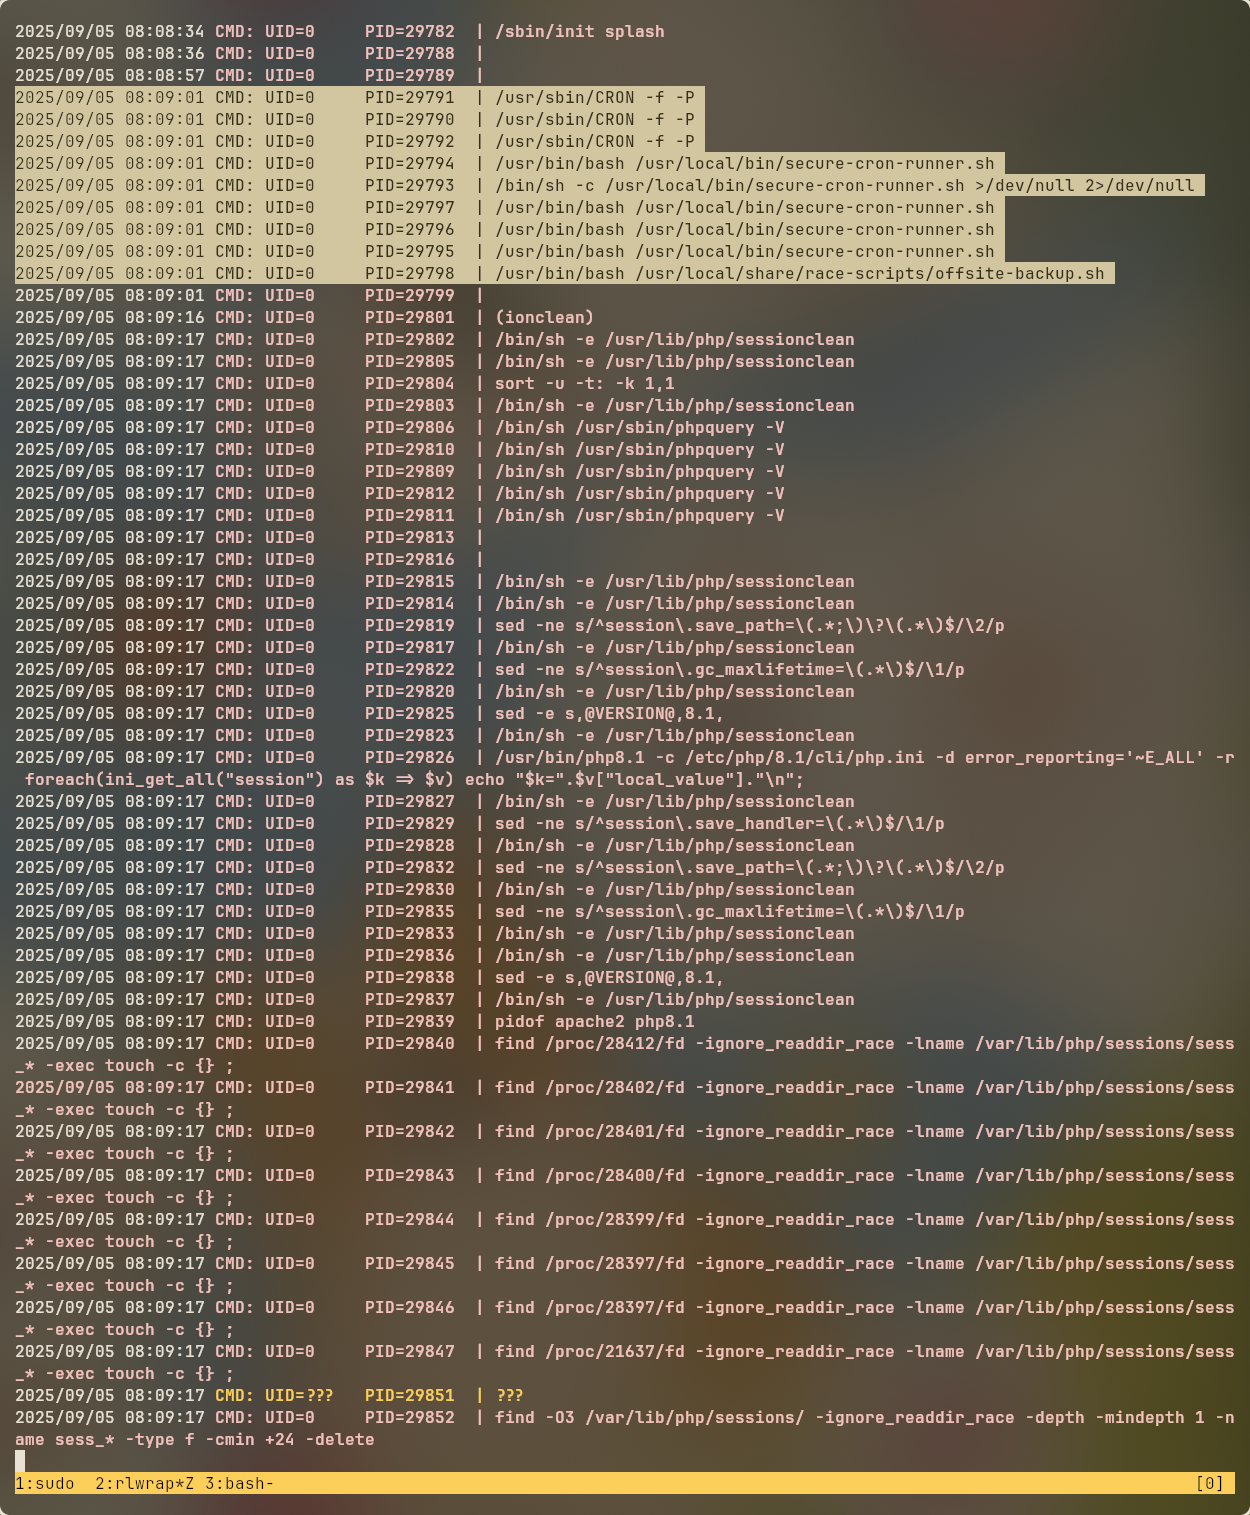 2025/09/05 08:08:34 CMD: UID=0     PID=29782  | /sbin/init splash
2025/09/05 08:08:36 CMD: UID=0     PID=29788  |
2025/09/05 08:08:57 CMD: UID=0     PID=29789  |
2025/09/05 08:09:01 CMD: UID=0     PID=29791  | /usr/sbin/CRON -f -P
2025/09/05 08:09:01 CMD: UID=0     PID=29790  | /usr/sbin/CRON -f -P
2025/09/05 08:09:01 CMD: UID=0     PID=29792  | /usr/sbin/CRON -f -P
2025/09/05 08:09:01 CMD: UID=0     PID=29794  | /usr/bin/bash /usr/local/bin/secure-cron-runner.sh
2025/09/05 08:09:01 CMD: UID=0     PID=29793  | /bin/sh -c /usr/local/bin/secure-cron-runner.sh >/dev/null 2>/dev/null
2025/09/05 08:09:01 CMD: UID=0     PID=29797  | /usr/bin/bash /usr/local/bin/secure-cron-runner.sh
2025/09/05 08:09:01 CMD: UID=0     PID=29796  | /usr/bin/bash /usr/local/bin/secure-cron-runner.sh
2025/09/05 08:09:01 CMD: UID=0     PID=29795  | /usr/bin/bash /usr/local/bin/secure-cron-runner.sh
2025/09/05 08:09:01 CMD: UID=0     PID=29798  | /usr/bin/bash /usr/local/share/race-scripts/offsite-backup.sh
2025/09/05 08:09:01 CMD: UID=0     PID=29799  |
2025/09/05 08:09:16 CMD: UID=0     PID=29801  | (ionclean)
2025/09/05 08:09:17 CMD: UID=0     PID=29802  | /bin/sh -e /usr/lib/php/sessionclean
2025/09/05 08:09:17 CMD: UID=0     PID=29805  | /bin/sh -e /usr/lib/php/sessionclean
2025/09/05 08:09:17 CMD: UID=0     PID=29804  | sort -u -t: -k 1,1
2025/09/05 08:09:17 CMD: UID=0     PID=29803  | /bin/sh -e /usr/lib/php/sessionclean
2025/09/05 08:09:17 CMD: UID=0     PID=29806  | /bin/sh /usr/sbin/phpquery -V
2025/09/05 08:09:17 CMD: UID=0     PID=29810  | /bin/sh /usr/sbin/phpquery -V
2025/09/05 08:09:17 CMD: UID=0     PID=29809  | /bin/sh /usr/sbin/phpquery -V
2025/09/05 08:09:17 CMD: UID=0     PID=29812  | /bin/sh /usr/sbin/phpquery -V
2025/09/05 08:09:17 CMD: UID=0     PID=29811  | /bin/sh /usr/sbin/phpquery -V
2025/09/05 08:09:17 CMD: UID=0     PID=29813  |
2025/09/05 08:09:17 CMD: UID=0     PID=29816  |
2025/09/05 08:09:17 CMD: UID=0     PID=29815  | /bin/sh -e /usr/lib/php/sessionclean
2025/09/05 08:09:17 CMD: UID=0     PID=29814  | /bin/sh -e /usr/lib/php/sessionclean
2025/09/05 08:09:17 CMD: UID=0     PID=29819  | sed -ne s/^session\.save_path=\(.*;\)\?\(.*\)$/\2/p
2025/09/05 08:09:17 CMD: UID=0     PID=29817  | /bin/sh -e /usr/lib/php/sessionclean
2025/09/05 08:09:17 CMD: UID=0     PID=29822  | sed -ne s/^session\.gc_maxlifetime=\(.*\)$/\1/p
2025/09/05 08:09:17 CMD: UID=0     PID=29820  | /bin/sh -e /usr/lib/php/sessionclean
2025/09/05 08:09:17 CMD: UID=0     PID=29825  | sed -e s,@VERSION@,8.1,
2025/09/05 08:09:17 CMD: UID=0     PID=29823  | /bin/sh -e /usr/lib/php/sessionclean
2025/09/05 08:09:17 CMD: UID=0     PID=29826  | /usr/bin/php8.1 -c /etc/php/8.1/cli/php.ini -d error_reporting='~E_ALL' -r
 foreach(ini_get_all("session") as $k => $v) echo "$k=".$v["local_value"]."\n";
2025/09/05 08:09:17 CMD: UID=0     PID=29827  | /bin/sh -e /usr/lib/php/sessionclean
2025/09/05 08:09:17 CMD: UID=0     PID=29829  | sed -ne s/^session\.save_handler=\(.*\)$/\1/p
2025/09/05 08:09:17 CMD: UID=0     PID=29828  | /bin/sh -e /usr/lib/php/sessionclean
2025/09/05 08:09:17 CMD: UID=0     PID=29832  | sed -ne s/^session\.save_path=\(.*;\)\?\(.*\)$/\2/p
2025/09/05 08:09:17 CMD: UID=0     PID=29830  | /bin/sh -e /usr/lib/php/sessionclean
2025/09/05 08:09:17 CMD: UID=0     PID=29835  | sed -ne s/^session\.gc_maxlifetime=\(.*\)$/\1/p
2025/09/05 08:09:17 CMD: UID=0     PID=29833  | /bin/sh -e /usr/lib/php/sessionclean
2025/09/05 08:09:17 CMD: UID=0     PID=29836  | /bin/sh -e /usr/lib/php/sessionclean
2025/09/05 08:09:17 CMD: UID=0     PID=29838  | sed -e s,@VERSION@,8.1,
2025/09/05 08:09:17 CMD: UID=0     PID=29837  | /bin/sh -e /usr/lib/php/sessionclean
2025/09/05 08:09:17 CMD: UID=0     PID=29839  | pidof apache2 php8.1
2025/09/05 08:09:17 CMD: UID=0     PID=29840  | find /proc/28412/fd -ignore_readdir_race -lname /var/lib/php/sessions/sess
_* -exec touch -c {} ;
2025/09/05 08:09:17 CMD: UID=0     PID=29841  | find /proc/28402/fd -ignore_readdir_race -lname /var/lib/php/sessions/sess
_* -exec touch -c {} ;
2025/09/05 08:09:17 CMD: UID=0     PID=29842  | find /proc/28401/fd -ignore_readdir_race -lname /var/lib/php/sessions/sess
_* -exec touch -c {} ;
2025/09/05 08:09:17 CMD: UID=0     PID=29843  | find /proc/28400/fd -ignore_readdir_race -lname /var/lib/php/sessions/sess
_* -exec touch -c {} ;
2025/09/05 08:09:17 CMD: UID=0     PID=29844  | find /proc/28399/fd -ignore_readdir_race -lname /var/lib/php/sessions/sess
_* -exec touch -c {} ;
2025/09/05 08:09:17 CMD: UID=0     PID=29845  | find /proc/28397/fd -ignore_readdir_race -lname /var/lib/php/sessions/sess
_* -exec touch -c {} ;
2025/09/05 08:09:17 CMD: UID=0     PID=29846  | find /proc/28397/fd -ignore_readdir_race -lname /var/lib/php/sessions/sess
_* -exec touch -c {} ;
2025/09/05 08:09:17 CMD: UID=0     PID=29847  | find /proc/21637/fd -ignore_readdir_race -lname /var/lib/php/sessions/sess
_* -exec touch -c {} ;
2025/09/05 08:09:17 CMD: UID=???   PID=29851  | ???
2025/09/05 08:09:17 CMD: UID=0     PID=29852  | find -O3 /var/lib/php/sessions/ -ignore_readdir_race -depth -mindepth 1 -n
ame sess_* -type f -cmin +24 -delete
1:sudo  2:rlwrap*Z 3:bash- [0]